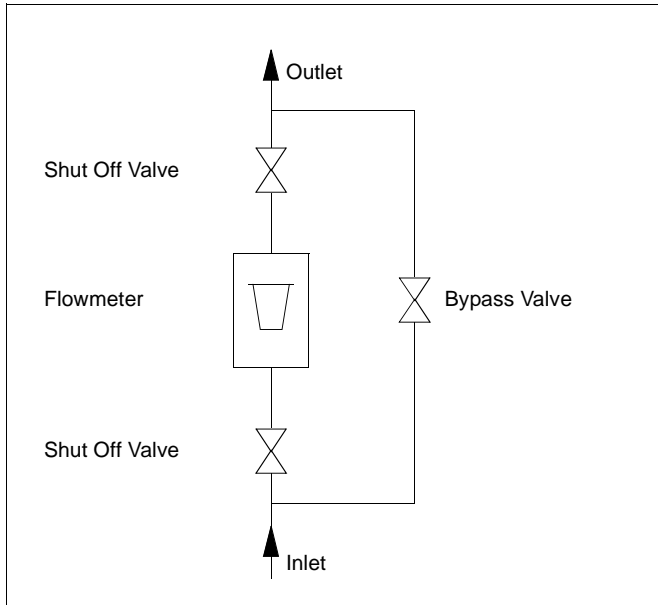 Outlet
Shut Off Valve
Flowmeter
Bypass Valve
Shut Off Valve
Inlet